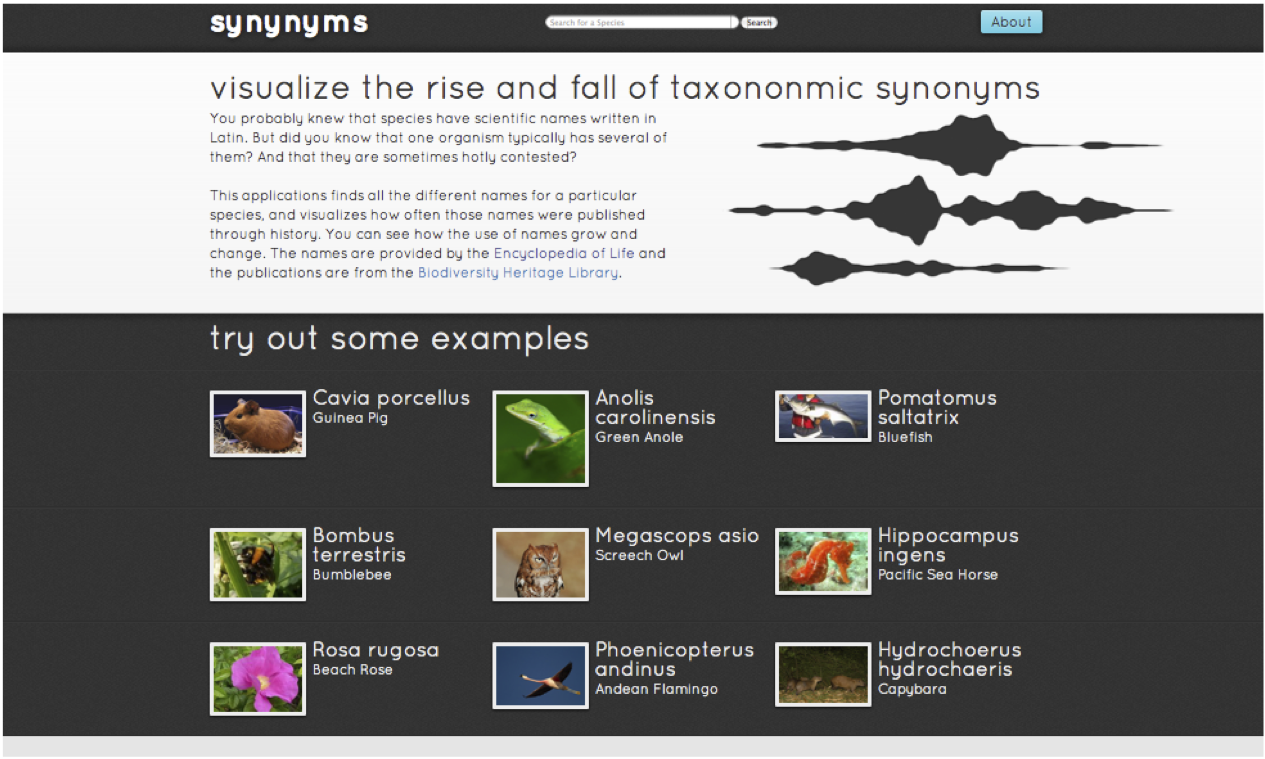 synynyms
Search for a Species
Search
About
visualize the rise and fall of taxononmic synonyms
You probably knew that species have scientific names written in
Latin. But did you know that one organism typically has several of
them? And that they are sometimes hotly contested?
This applications finds all the different names for a particular
species, and visualizes how often those names were published
through history. You can see how the use of names grow and
change. The names are provided by the Encyclopedia of Life and
the publications are from the Biodiversity Heritage Library.
try out some examples
Cavia porcellus
Guinea Pig
Anolis
carolinensis
Green Anole
Pomatomus
saltatrix
Bluefish
Bombus
terrestris
Bumblebee
Megascops asio
Screech Owl
Hippocampus
ingens
Pacific Sea Horse
Rosa rugosa
Beach Rose
Phoenicopterus
andinus
Andean Flamingo
Hydrochoerus
hydrochaeris
Capybara